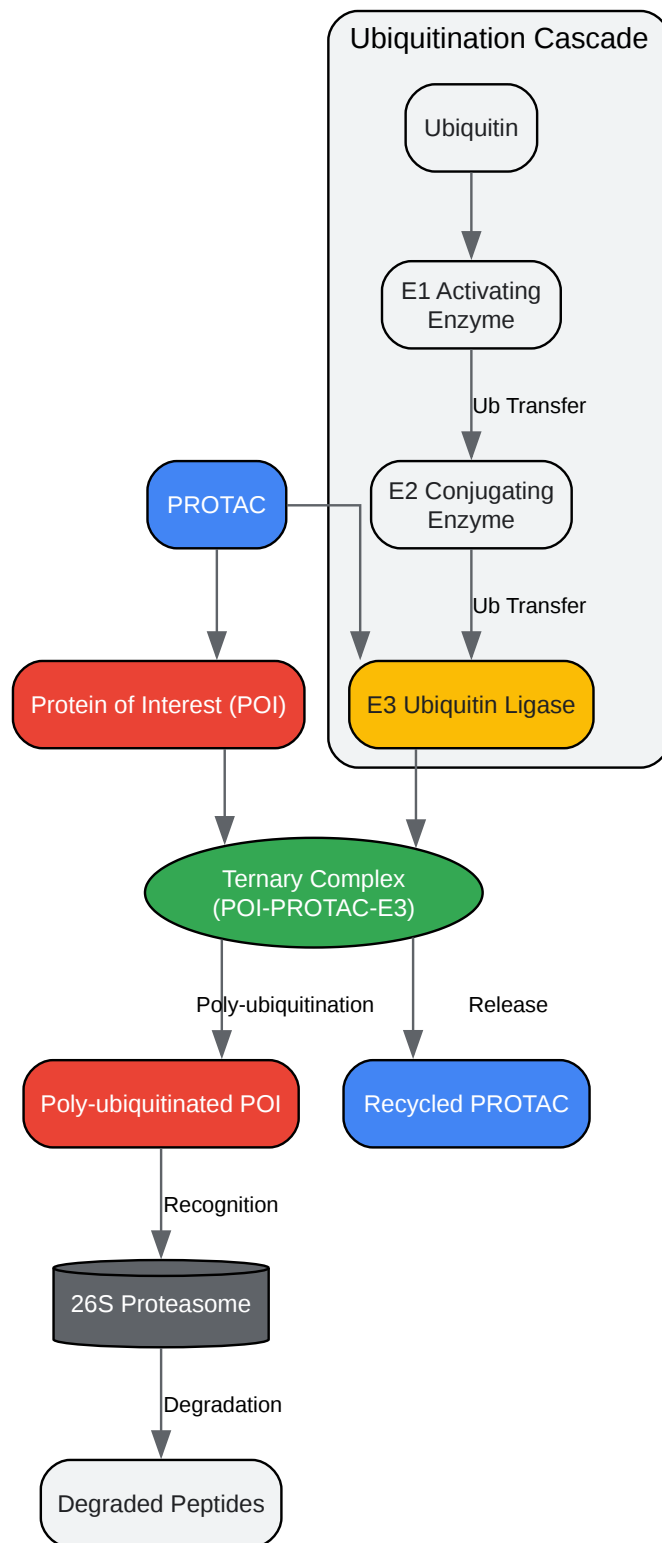 Ubiquitination Cascade
Ubiquitin
E1 Activating
Enzyme
Ub Transfer
PROTAC
E2 Conjugating
Enzyme
Ub Transfer
Protein of Interest (POI)
E3 Ubiquitin Ligase
Ternary Complex
(POI-PROTAC-E3)
Poly-ubiquitination
Release
Poly-ubiquitinated POI
Recycled PROTAC
Recognition
26S Proteasome
Degradation
Degraded Peptides